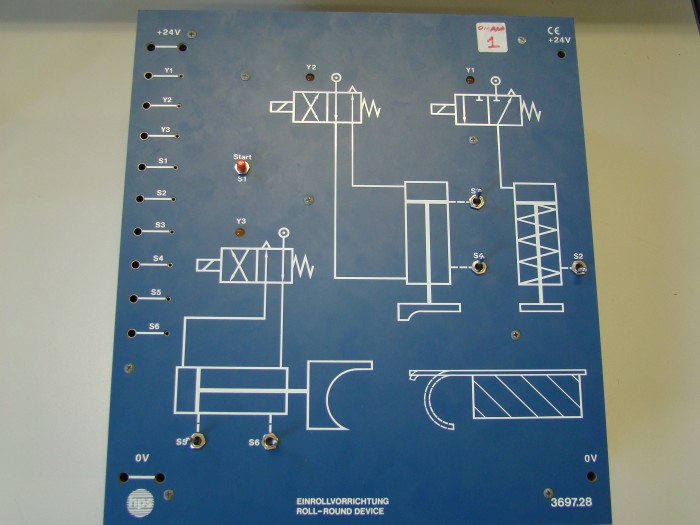 +24V
1
CE
+24V
Y1
Y2
Y3
S1
S2
S3
S4
S5
S6
0V
Y2
Y1
Start
S1
Y3
S4
S2
S5
S6
0V
hps
EINROLLVORRICHTUNG
ROLL-ROUND DEVICE
3697.28